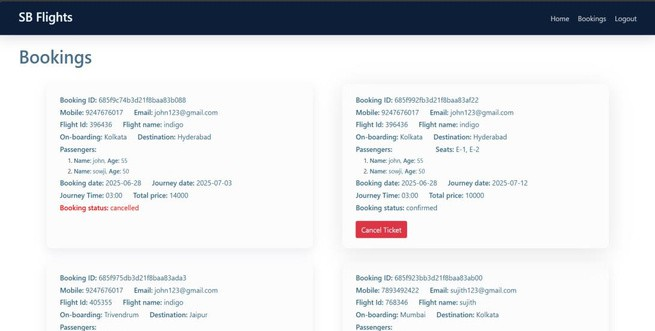 SB Flights
Home Bookings Logout
Bookings
Booking ID: 685f9c74b3d21f8baa83b088
Mobile: 9247676017 Email: john123@gmail.com
Flight Id: 396436 Flight name: indigo
On-boarding: Kolkata Destination: Hyderabad
Passengers:
1. Name: john, Age: 55
2. Name: sowji, Age: 50
Booking date: 2025-06-28 Journey date: 2025-07-03
Journey Time: 03:00 Total price: 14000
Booking status: cancelled
Booking ID: 685f992fb3d21f8baa83af22
Mobile: 9247676017 Email: john123@gmail.com
Flight Id: 396436 Flight name: indigo
On-boarding: Kolkata Destination: Hyderabad
Passengers: Seats: E-1, E-2
1. Name: john, Age: 55
2. Name: sowji, Age: 50
Booking date: 2025-06-28 Journey date: 2025-07-12
Journey Time: 03:00 Total price: 10000
Booking status: confirmed
Cancel Ticket
Booking ID: 685f975db3d21f8baa83ada3
Mobile: 9247676017 Email: john123@gmail.com
Flight Id: 405355 Flight name: indigo
On-boarding: Trivendrum Destination: Jaipur
Passengers:
Booking ID: 685f923bb3d21f8baa83ab00
Mobile: 7893492422 Email: sujith123@gmail.com
Flight Id: 768346 Flight name: sujith
On-boarding: Mumbai Destination: Kolkata
Passengers: